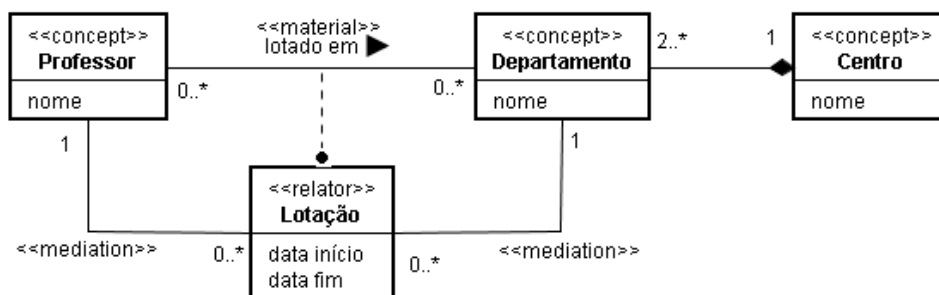 <<concept>>
Professor
nome
<<material>>
lotado em
0..*
0..*
<<concept>>
Departamento
nome
2..*
1
<<concept>>
Centro
nome
1
1
<<relator>>
Lotação
data início
data fim
<<mediation>>
0..*
0..*
<<mediation>>